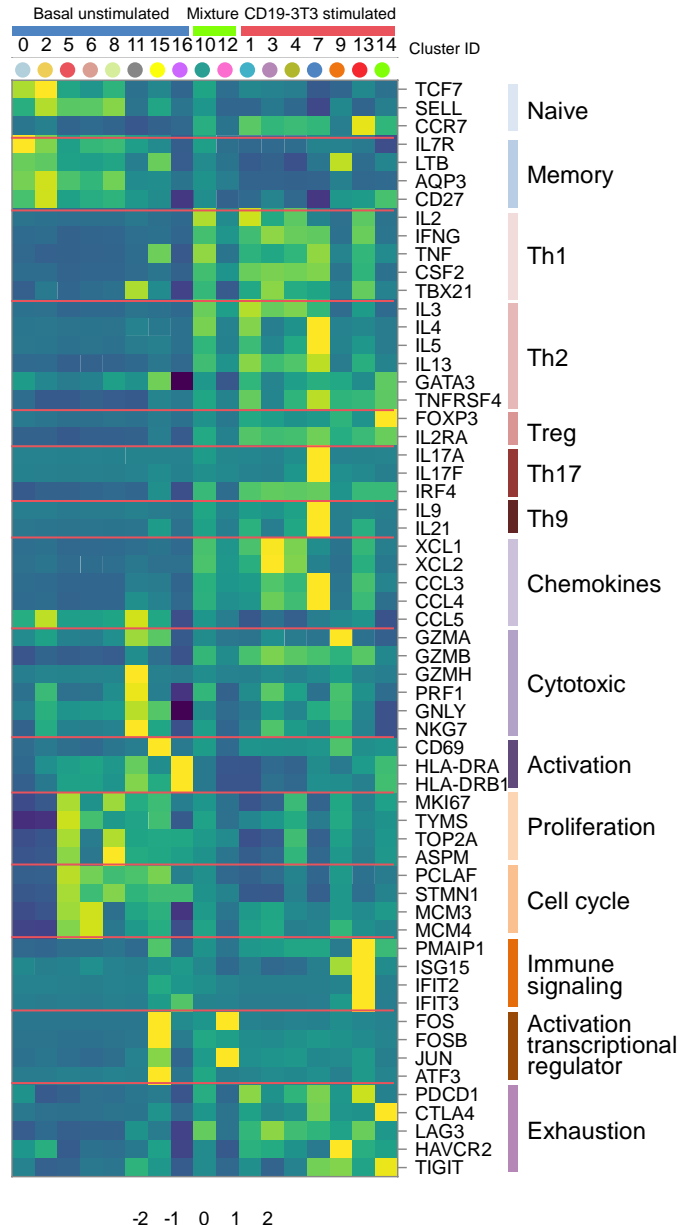 Basal unstimulated Mixture CD19-3T3 stimulated
0 2 5 6 8 11 15 16 10 12 1 3 4 7 9 13 14 Cluster ID
TCF7
SELL
CCR7
Naive
IL7R
LTB
AQP3
CD27
Memory
IL2
IFNG
TNF
CSF2
TBX21
Th1
IL3
IL4
IL5
IL13
GATA3
TNFRSF4
Th2
FOXP3
IL2RA
Treg
IL17A
IL17F
IRF4
Th17
IL9
IL21
Th9
XCL1
XCL2
CCL3
CCL4
CCL5
Chemokines
GZMA
GZMB
GZMH
PRF1
GNLY
NKG7
Cytotoxic
CD69
HLA-DRA
HLA-DRB1
Activation
MKI67
TYMS
TOP2A
ASPM
Proliferation
PCLAF
STMN1
MCM3
MCM4
Cell cycle
PMAIP1
ISG15
IFIT2
IFIT3
Immune
signaling
FOS
FOSB
JUN
ATF3
Activation
transcriptional
regulator
PDCD1
CTLA4
LAG3
HAVCR2
TIGIT
Exhaustion
-2 -1 0 1 2